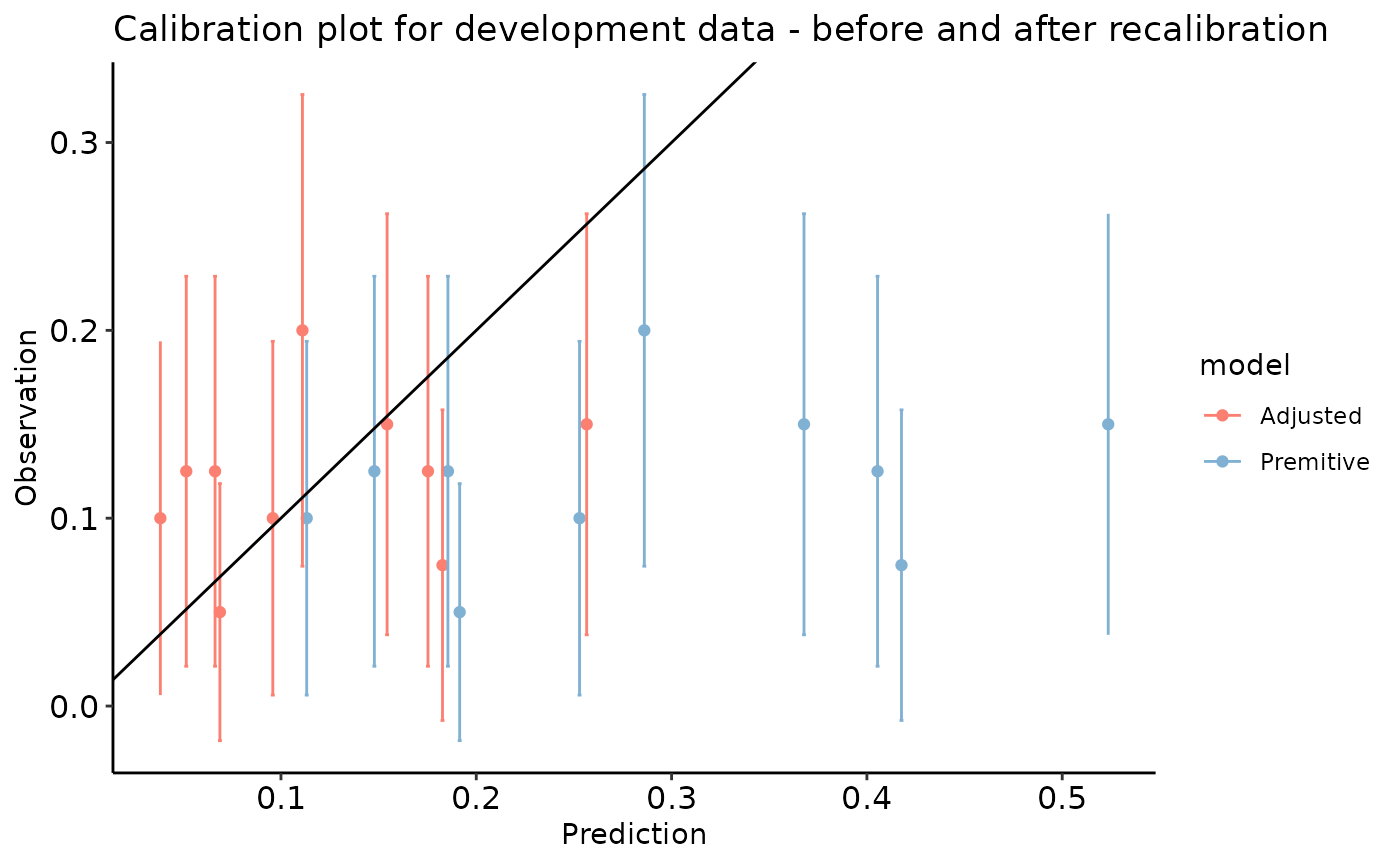 Calibration plot for development data - before and after recalibration
0.3
0.2
0.1
0.0
Observation
0.1 0.2 0.3 0.4 0.5
Prediction
model
Adjusted
Premitive